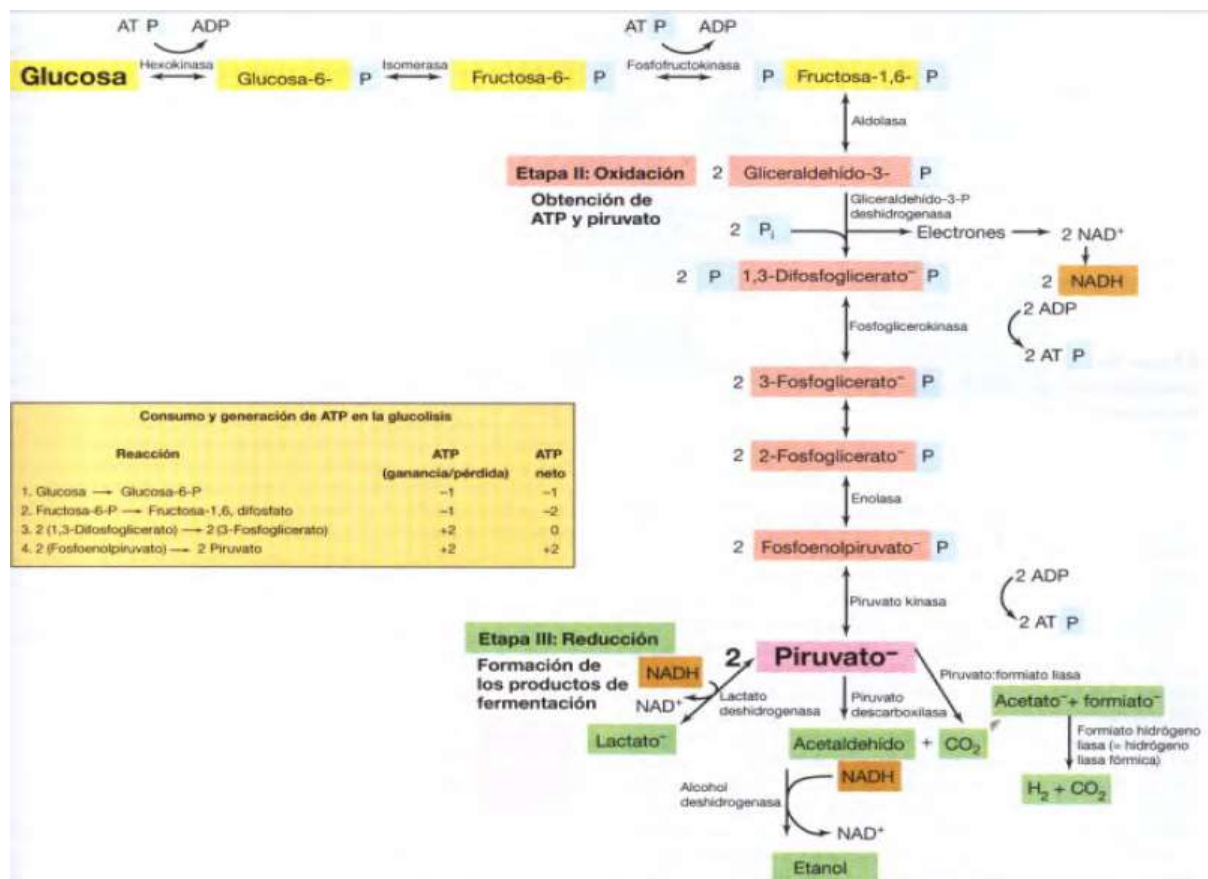 AT P ADP
AT P ADP
Glucosa
Hexokinasa
Glucosa-6- P
Isomerasa
Fructosa-6- P
Fosfofructokinasa
P Fructosa-1,6- P
Aldolasa
Etapa II: Oxidación
Obtención de
ATP y piruvato
2 Gliceraldehído-3- P
Gliceraldehído-3-P
deshidrogenasa
2 Pi
Electrones
2 NAD⁺
2 NADH
2 P 1,3-Difosfoglicerato⁻ P
2 ADP
Fosfoglicerokinasa
2 AT P
2 3-Fosfoglicerato⁻ P
2 2-Fosfoglicerato⁻ P
Enolasa
2 Fosfoenolpiruvato⁻ P
2 ADP
Piruvato kinasa
2 AT P
Consumo y generación de ATP en la glucolisis
Reacción ATP ATP
(ganancia/pérdida) neto
1. Glucosa → Glucosa-6-P −1 −1
2. Fructosa-6-P → Fructosa-1,6, difosfato −1 −2
3. 2 (1,3-Difosfoglicerato) → 2 (3-Fosfoglicerato) +2 0
4. 2 (Fosfoenolpiruvato) → 2 Piruvato +2 +2
Etapa III: Reducción
Formación de
los productos de
fermentación
2 Piruvato⁻
NADH
NAD⁺
Lactato
deshidrogenasa
Lactato⁻
Piruvato
descarboxilasa
Acetaldehído + CO₂
Piruvato:formiato liasa
Acetato⁻+ formiato⁻
Formiato hidrógeno
liasa (= hidrógeno
liasa fórmica)
H₂ + CO₂
NADH
Alcohol
deshidrogenasa
NAD⁺
Etanol